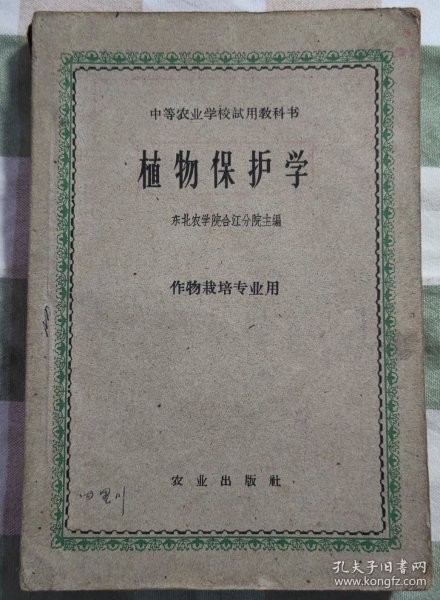 中等农业学校試用教科书
植物保护学
东北农学院合江分院主編
作物栽培专业用
农业出版社
孔夫子旧书网
www.kongfz.com